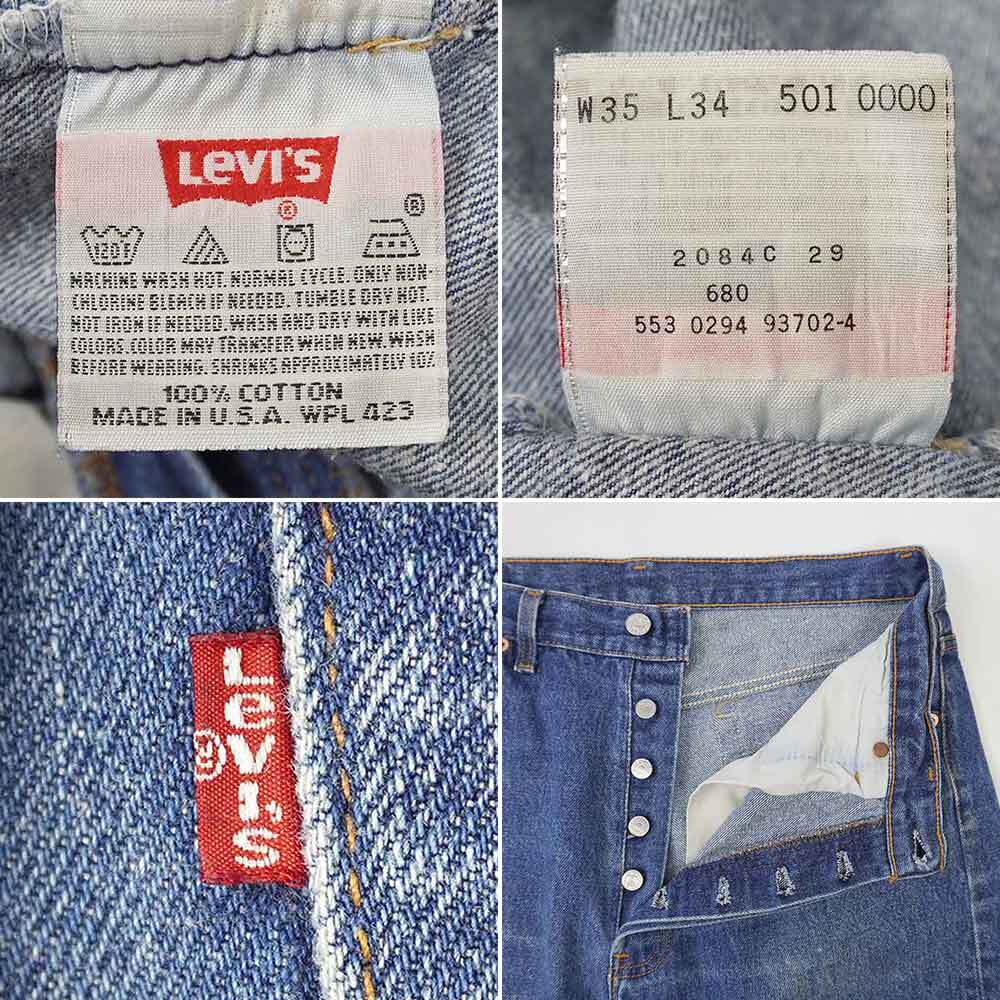 LEVI'S
®
120F
®
MACHINE WASH HOT. NORMAL CYCLE. ONLY NON-
CHLORINE BLEACH IF NEEDED. TUMBLE DRY HOT.
HOT IRON IF NEEDED. WASH AND DRY WITH LIKE
COLORS. COLOR MAY TRANSFER WHEN NEW. WASH
BEFORE WEARING. SHRINKS APPROXIMATELY 10%
100% COTTON
MADE IN U.S.A. WPL 423
W35 L34 501 0000
2084C 29
680
553 0294 93702-4
LEVI'S
®